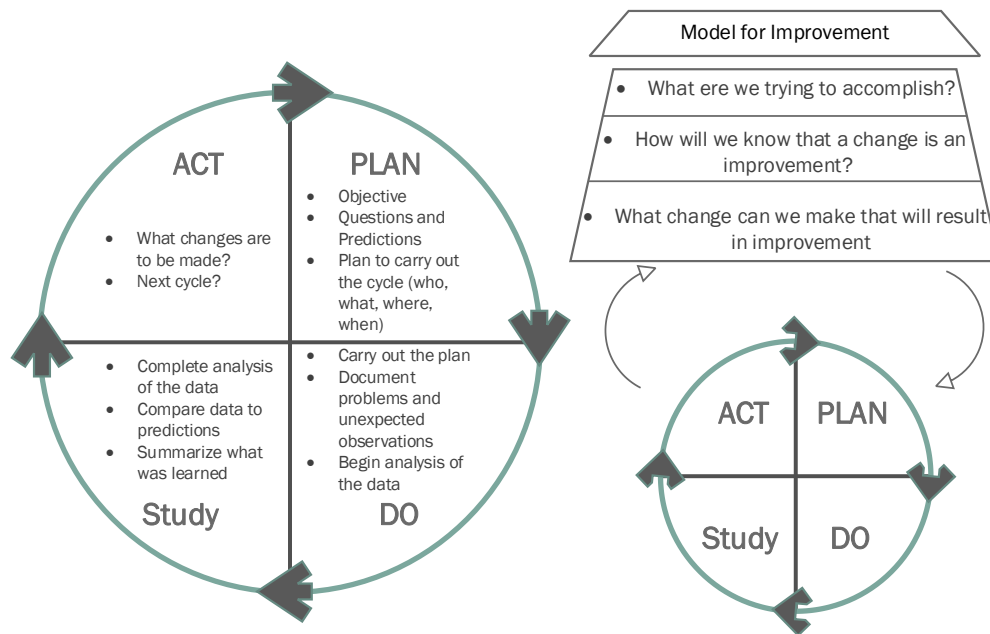 ACT
• What changes are
to be made?
• Next cycle?
PLAN
• Objective
• Questions and
Predictions
• Plan to carry out
the cycle (who,
what, where,
when)
• Complete analysis
of the data
• Compare data to
predictions
• Summarize what
was learned
Study
• Carry out the plan
• Document
problems and
unexpected
observations
• Begin analysis of
the data
DO
Model for Improvement
• What ere we trying to accomplish?
• How will we know that a change is an
improvement?
• What change can we make that will result
in improvement
ACT
PLAN
Study
DO